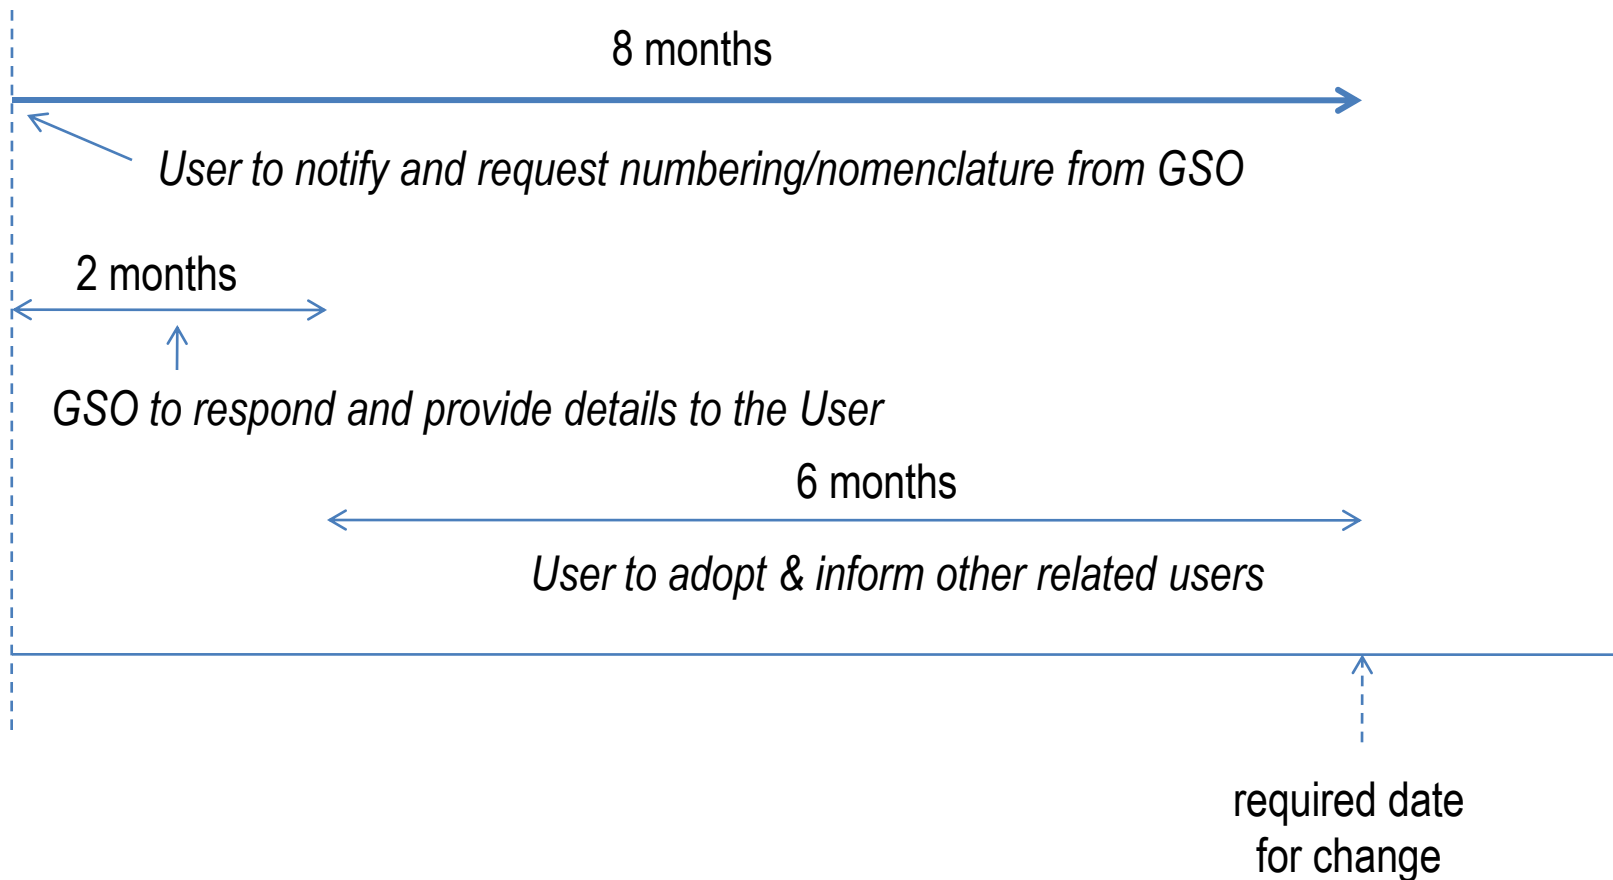 8 months
User to notify and request numbering/nomenclature from GSO
2 months
GSO to respond and provide details to the User
6 months
User to adopt & inform other related users
required date
for change